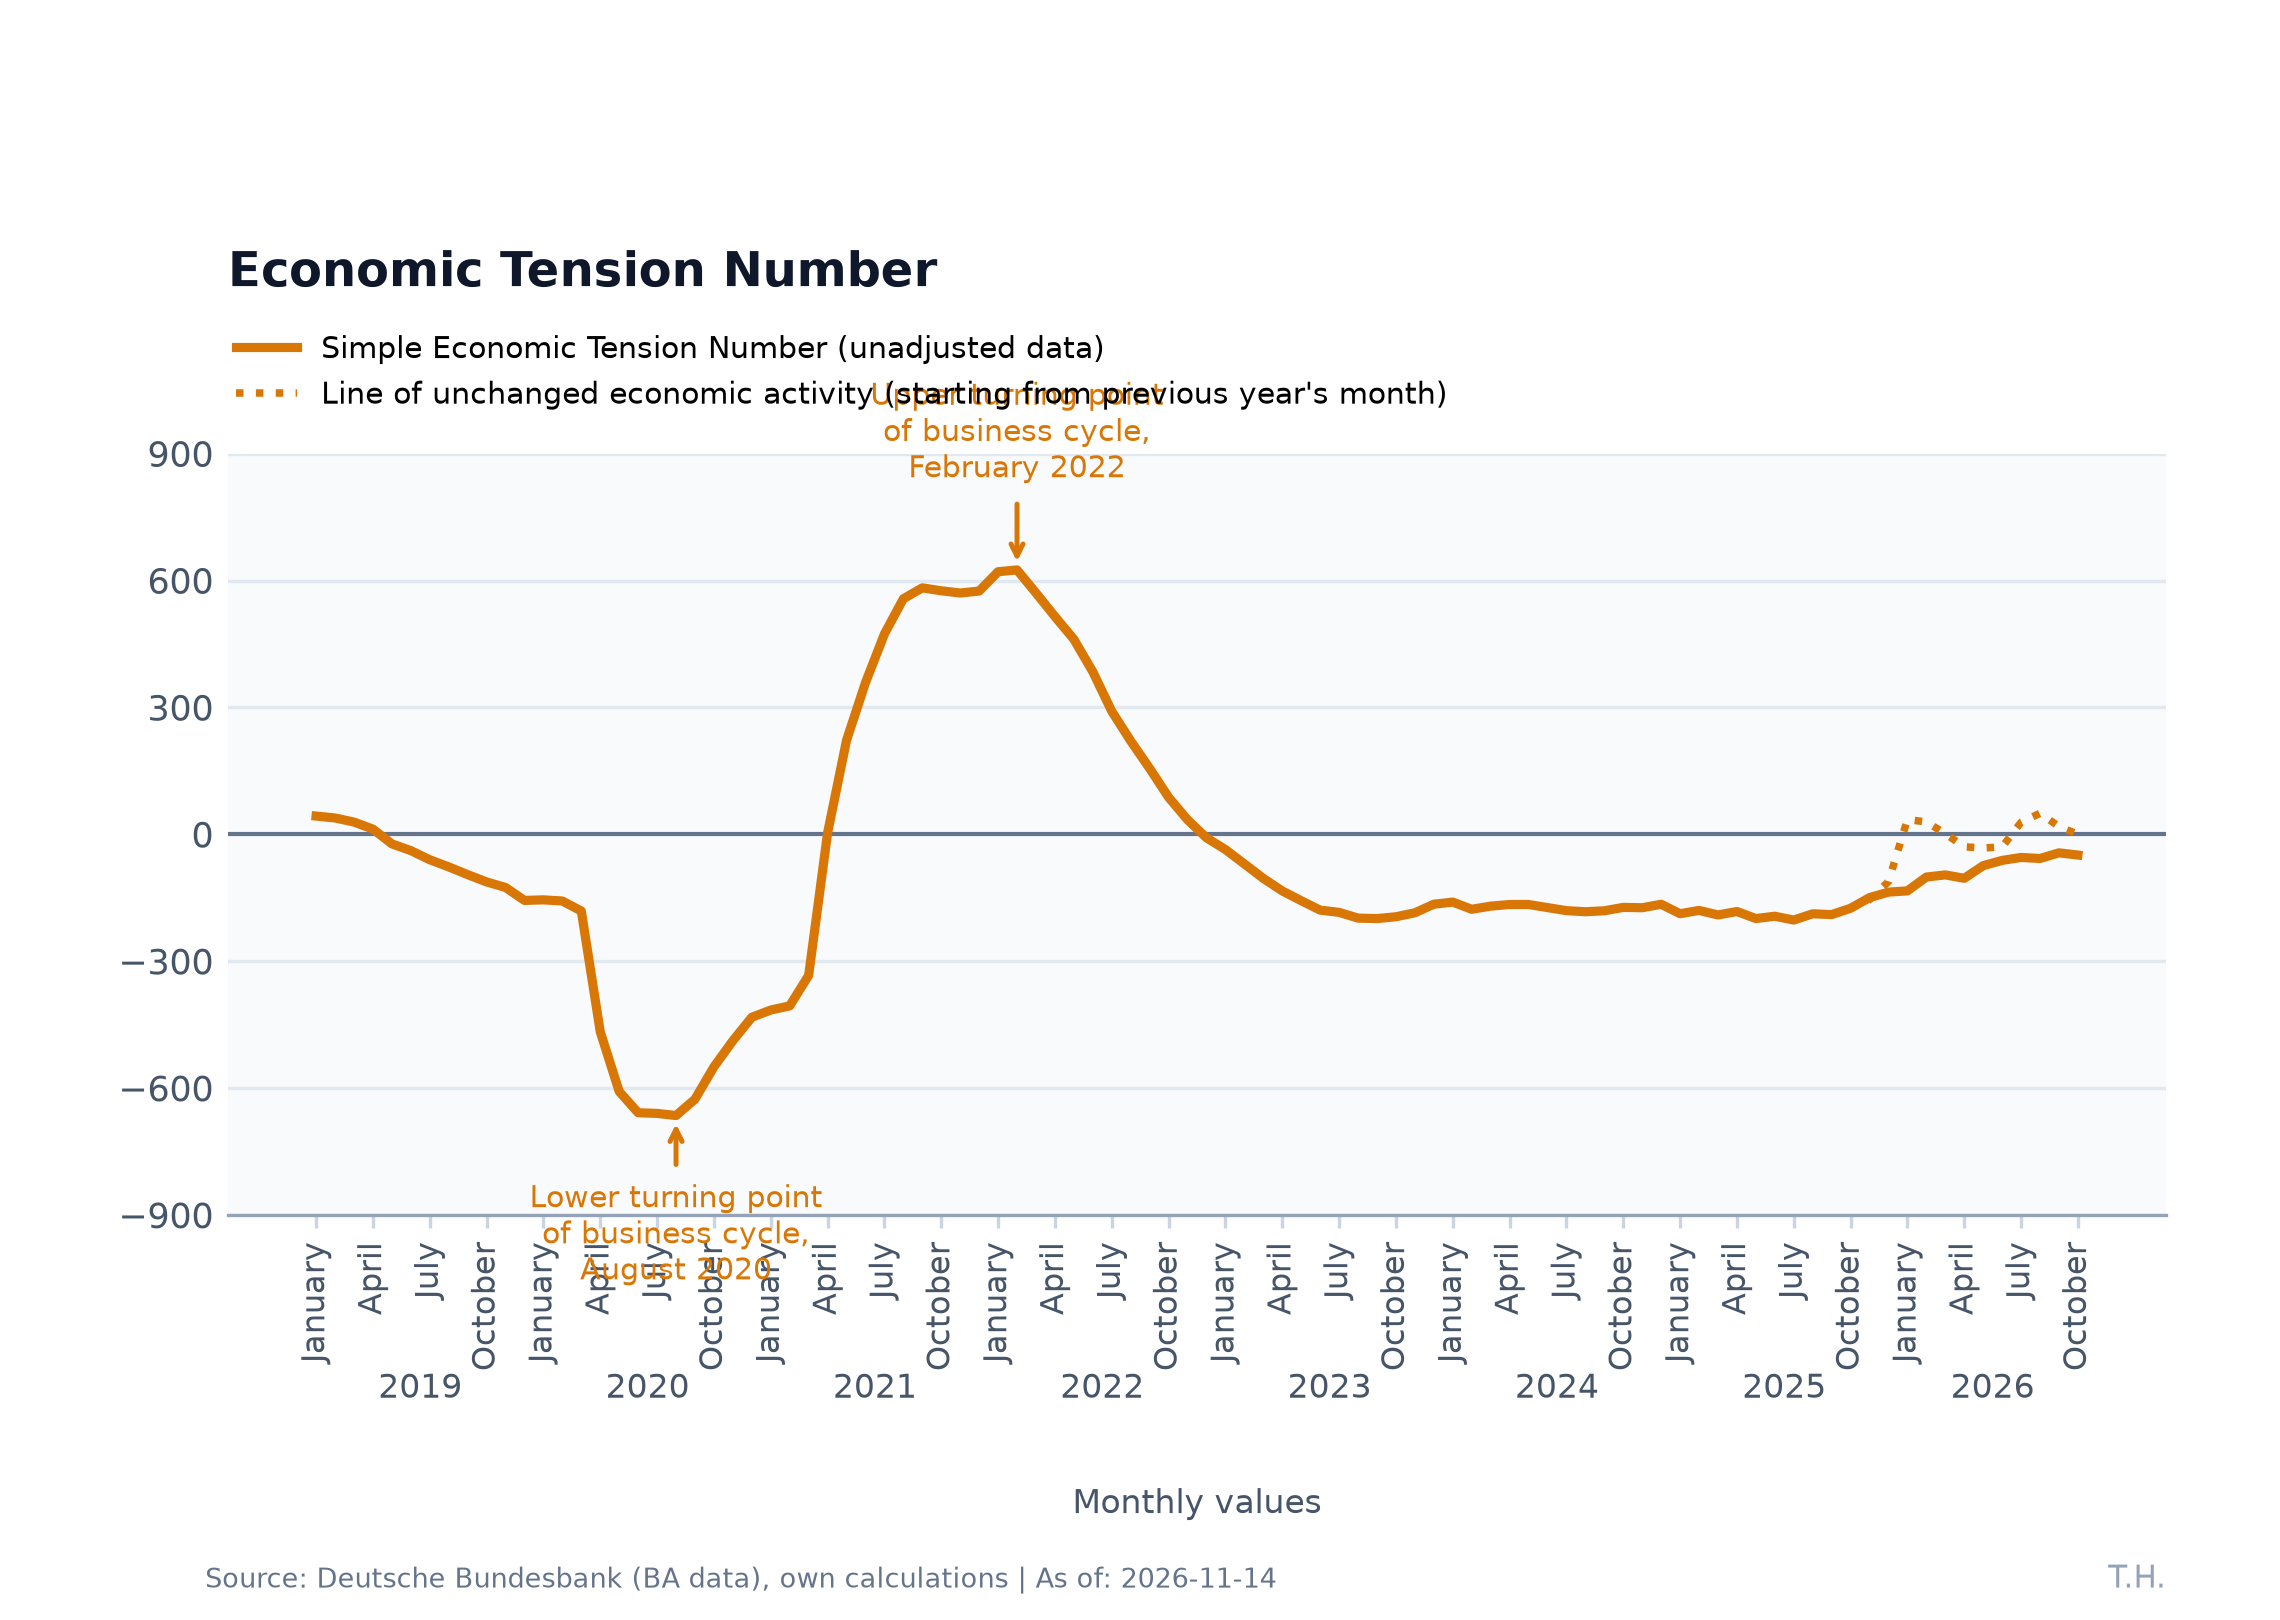 Economic Tension Number
Simple Economic Tension Number (unadjusted data)
Line of unchanged economic activity (starting from previous year's month)
Upper turning point
of business cycle,
February 2022
900
600
300
0
−300
−600
−900
Lower turning point
of business cycle,
August 2020
January April July October January April July October January April July October January April July October January April July October January April July October January April July October January April July October
2019 2020 2021 2022 2023 2024 2025 2026
Monthly values
Source: Deutsche Bundesbank (BA data), own calculations | As of: 2026-11-14
T.H.